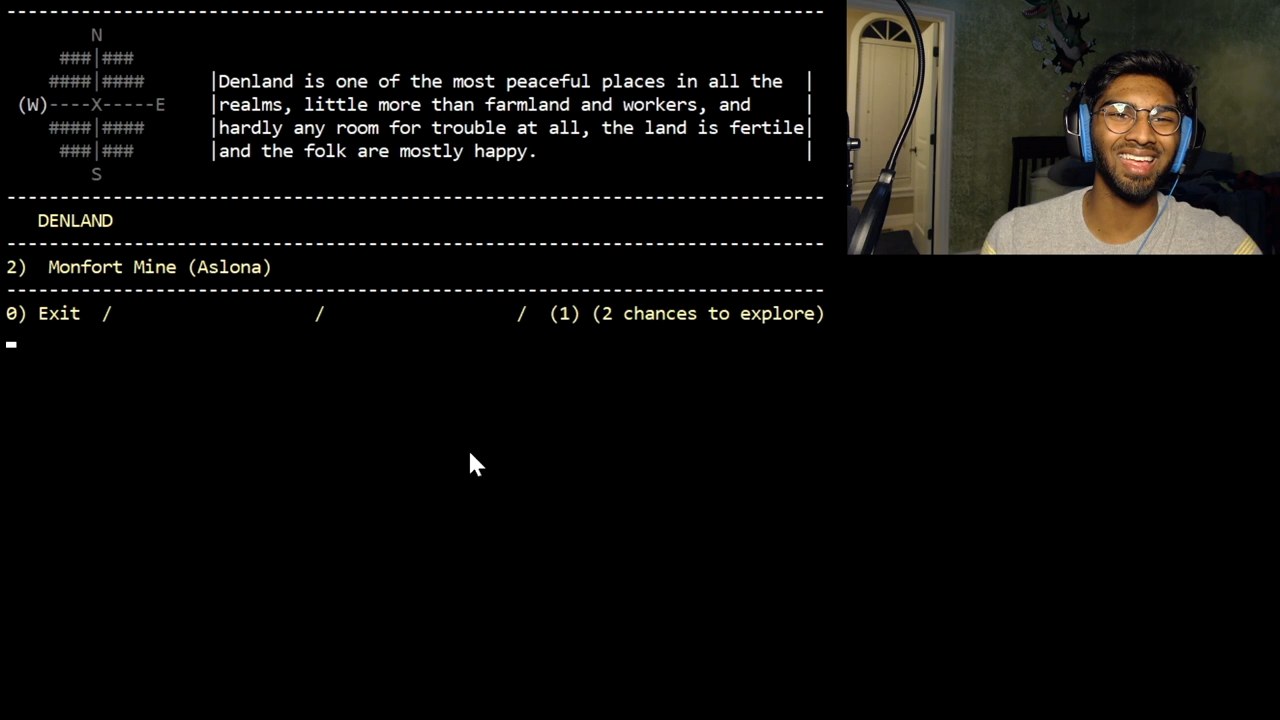 --------------------------------------------------------------------------------
N
###|###
####|#### |Denland is one of the most peaceful places in all the |
(W)----X-----E |realms, little more than farmland and workers, and |
####|#### |hardly any room for trouble at all, the land is fertile|
###|### |and the folk are mostly happy. |
S
--------------------------------------------------------------------------------
DENLAND
--------------------------------------------------------------------------------
2) Monfort Mine (Aslona)
--------------------------------------------------------------------------------
0) Exit / / / (1) (2 chances to explore)